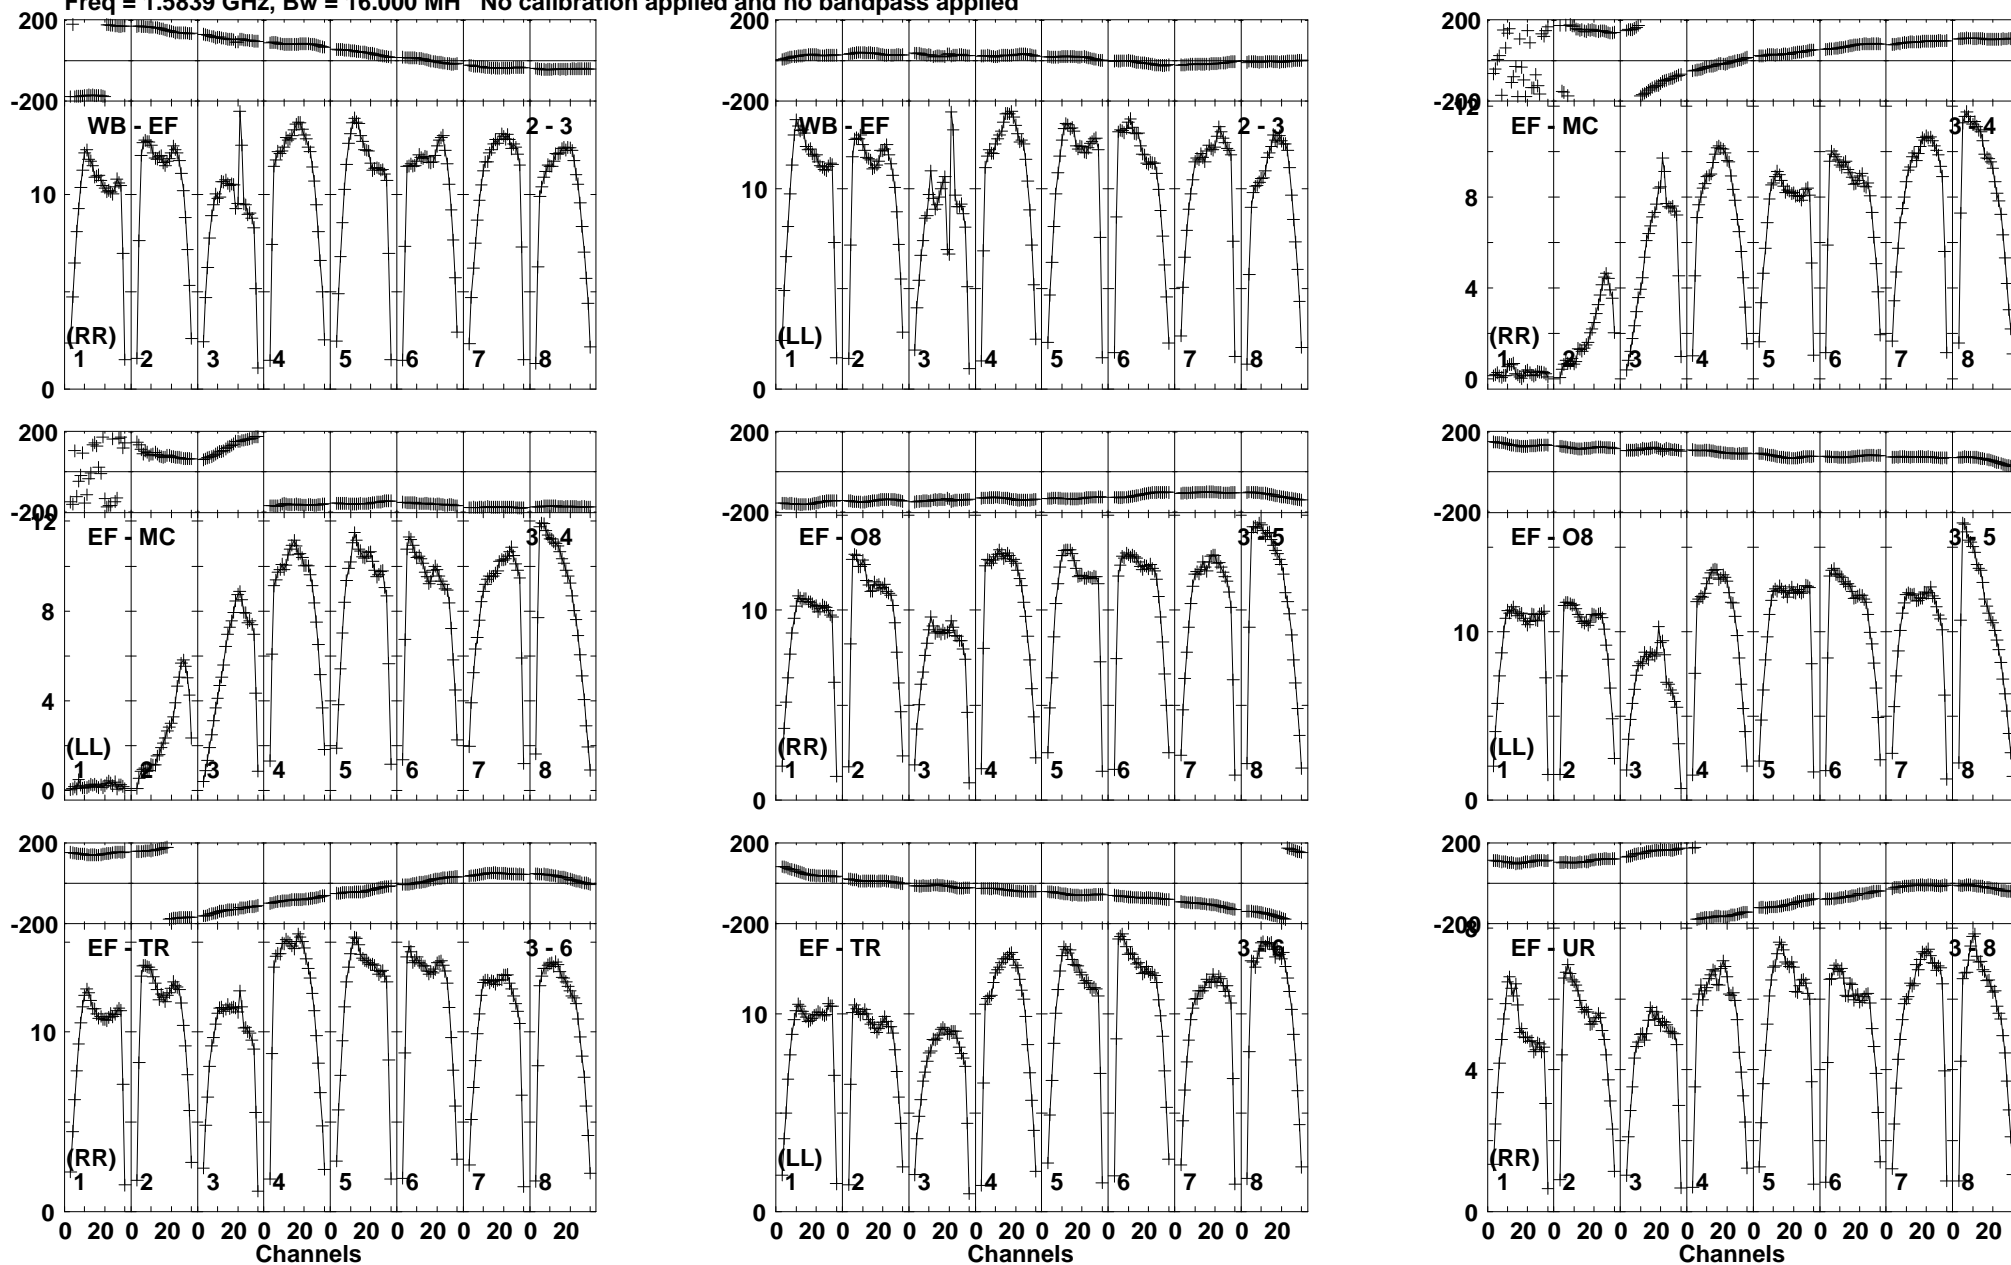 Freq = 1.5839 GHz, Bw = 16.000 MH No calibration applied and no bandpass applied
200 200 200
-200 -200 -200
WB - EF 2 - 3 WB - EF 2 - 3 12 EF - MC 3 - 4
10 10 8
4
(RR) (LL) (RR)
1 2 3 4 5 6 7 8 1 2 3 4 5 6 7 8 1 2 3 4 5 6 7 8
0 0 0
200 200 200
-200 -200 -200
12 EF - MC 3 - 4 EF - O8 3 - 5 EF - O8 3 - 5
8 10 10
4
(LL) (RR) (LL)
1 2 3 4 5 6 7 8 1 2 3 4 5 6 7 8 1 2 3 4 5 6 7 8
0 0 0
200 200 200
-200 -200 -200
EF - TR 3 - 6 EF - TR 3 - 6 8 EF - UR 3 - 8
10 10 4
(RR) (LL) (RR)
1 2 3 4 5 6 7 8 1 2 3 4 5 6 7 8 1 2 3 4 5 6 7 8
0 0 0
0 20 0 20 0 20 0 20 0 20 0 20 0 20 0 20 0 20 0 20 0 20 0 20 0 20 0 20 0 20 0 20 0 20 0 20 0 20 0 20 0 20 0 20 0 20 0 20
Channels Channels